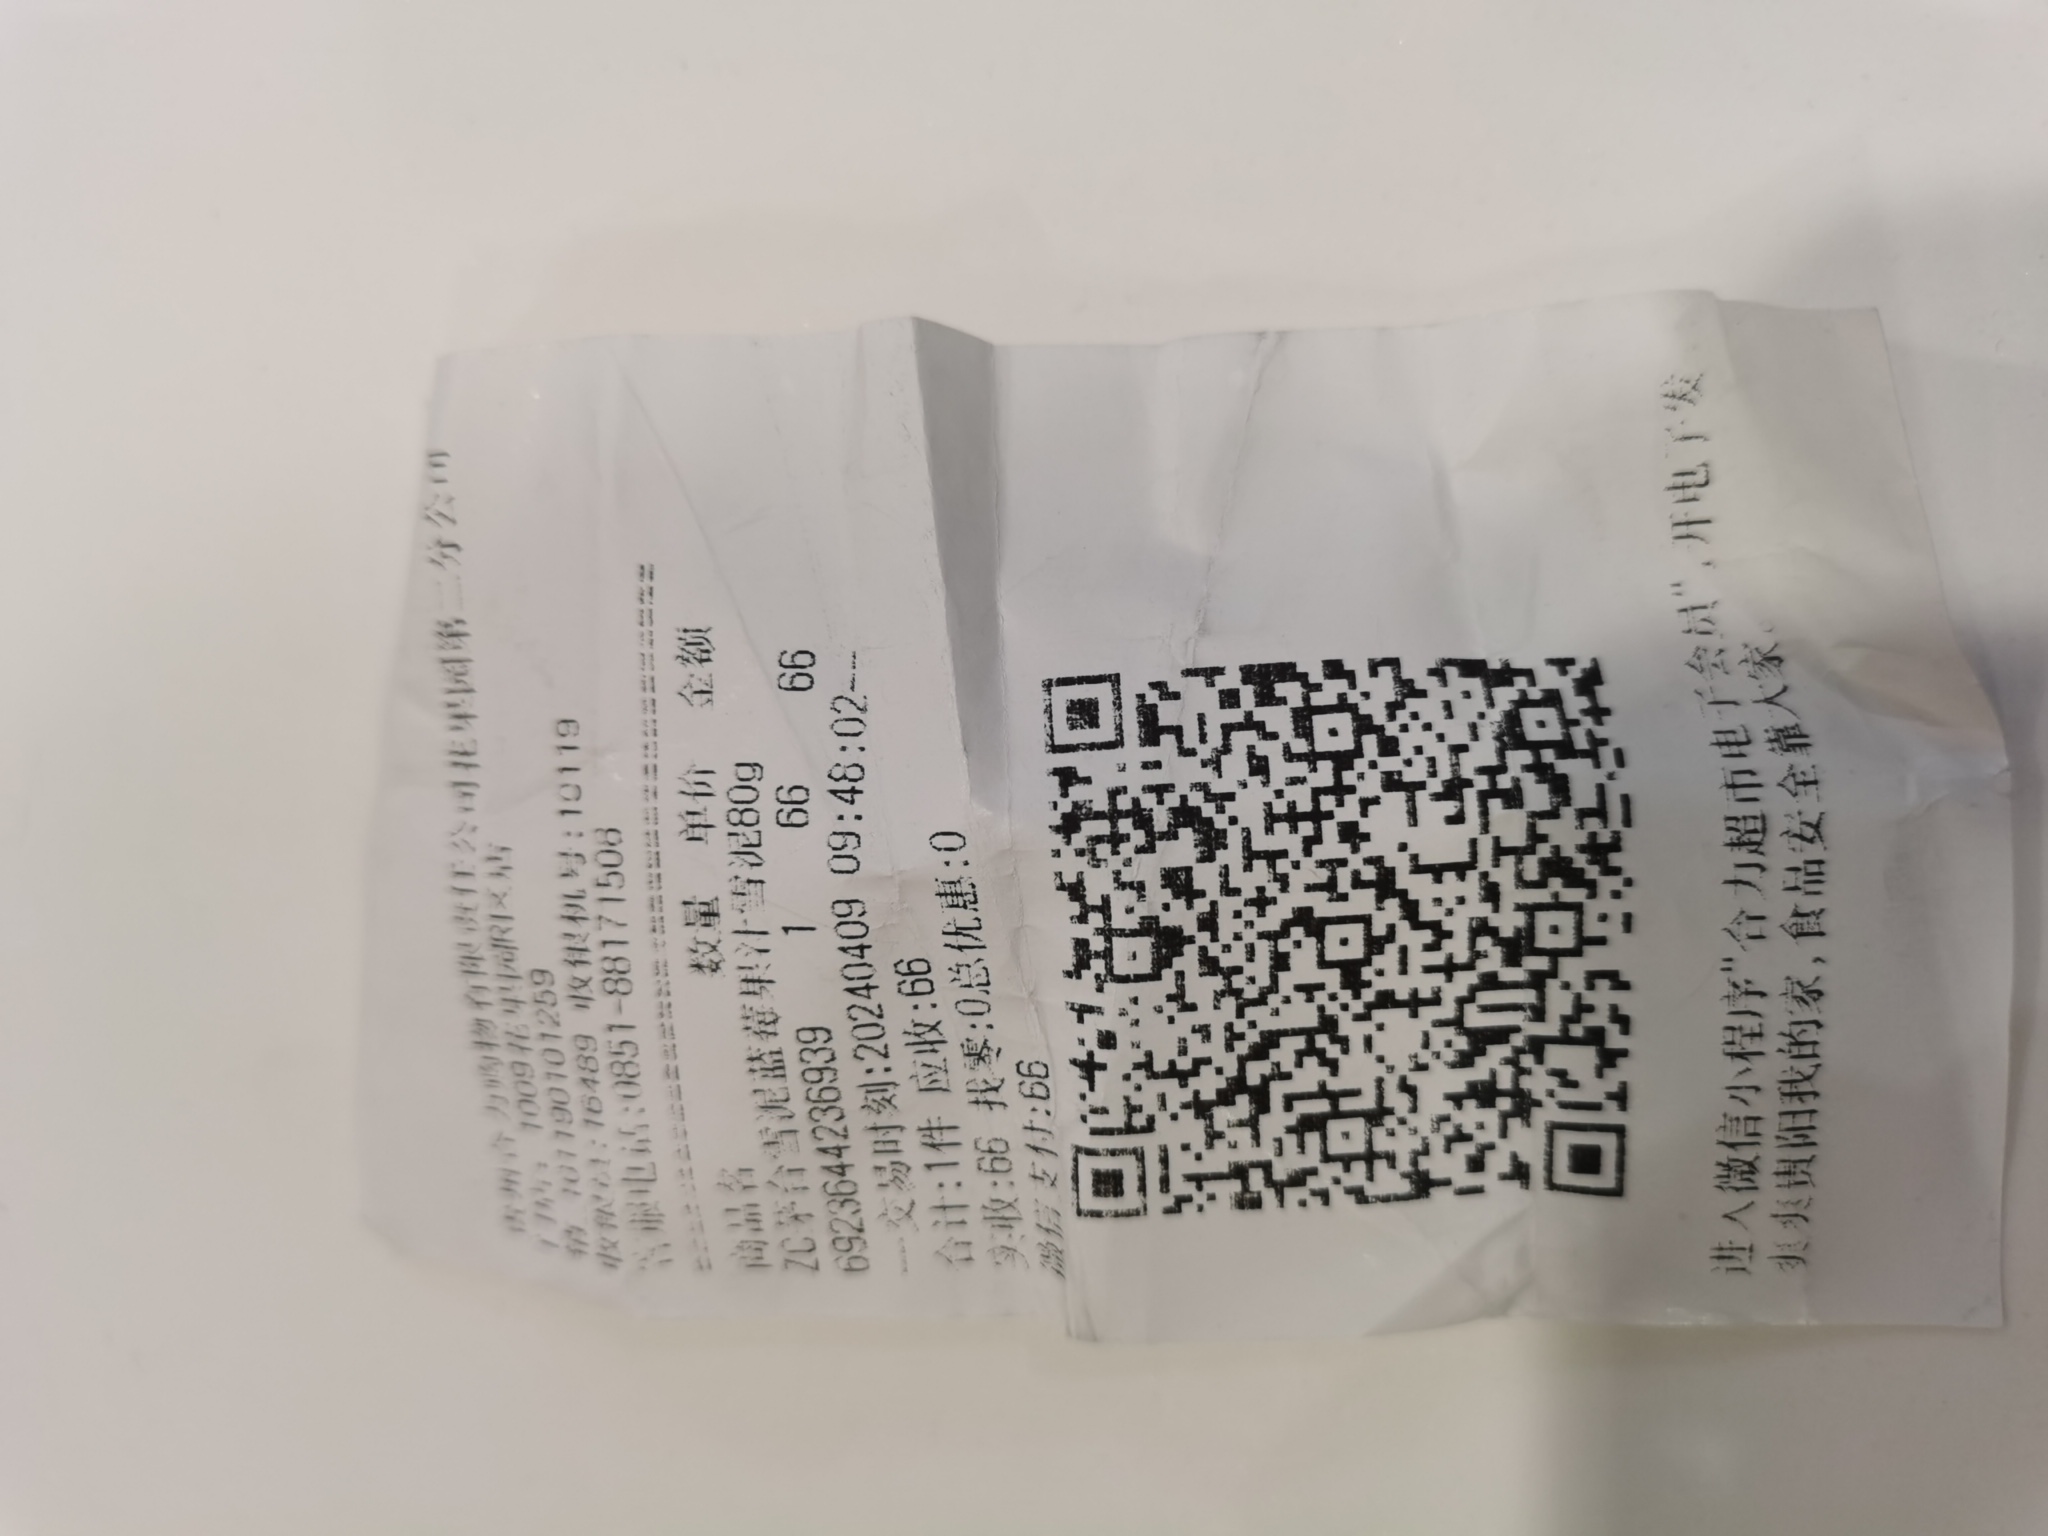 贵州合力购物有限责任公司花果园第二分公司
门店: 1009花果园R区店
销 101190101259
收银员:16489 收银机号:10119
客服电话:0851-88171508
商品名 数量 单价 金额
ZC茅台雪泥蓝莓果汁雪泥80g
6923644236939 1 66 66
---交易时刻:20240409 09:48:02---
合计:1件 应收:66
实收:66 找零:0总优惠:0
微信支付:66
进入微信小程序"合力超市电子会员",开电子发
爽爽贵阳我的家,食品安全靠大家.